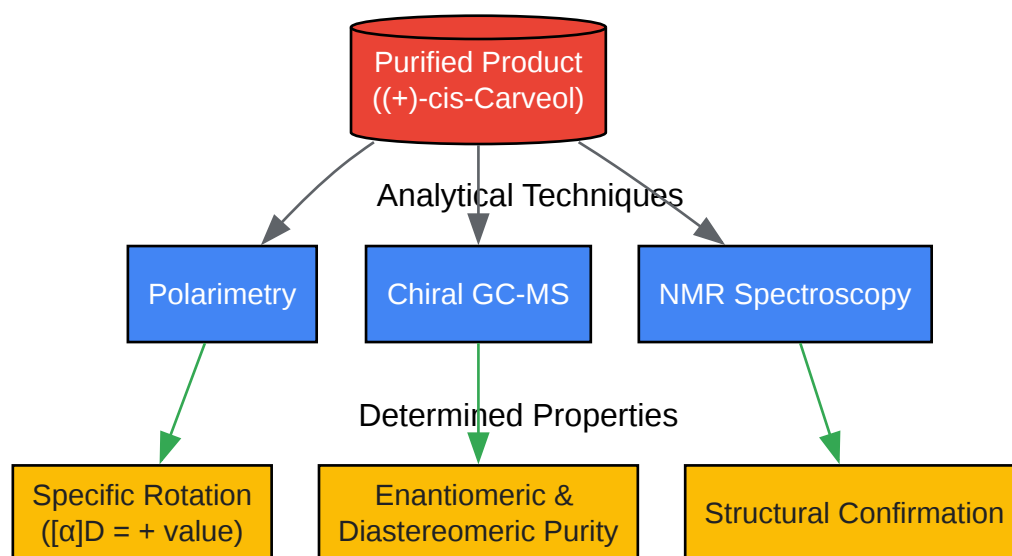 Purified Product
((+)-cis-Carveol)
Analytical Techniques
Polarimetry
Chiral GC-MS
NMR Spectroscopy
Determined Properties
Specific Rotation
([α]D = + value)
Enantiomeric &
Diastereomeric Purity
Structural Confirmation